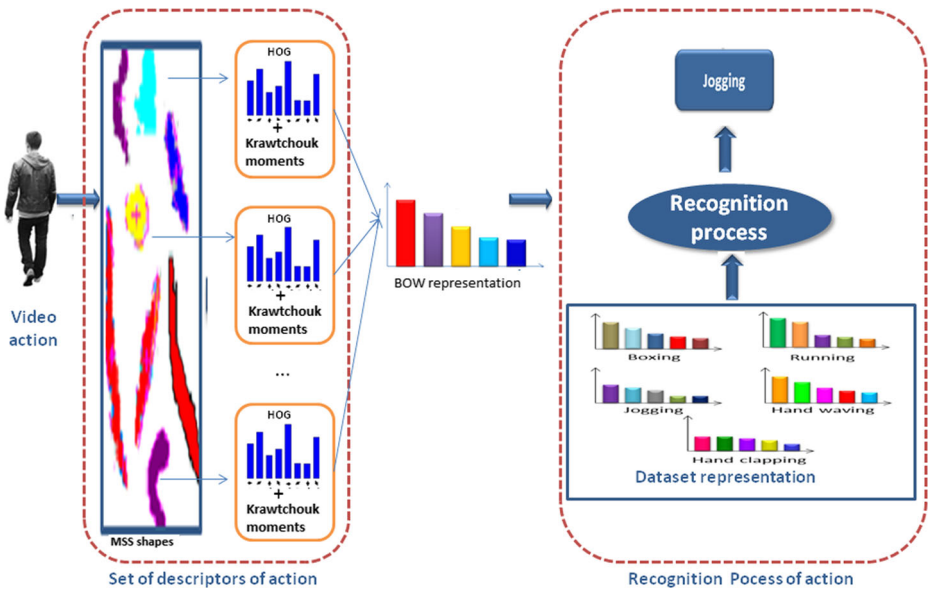 Video
action
MSS shapes
HOG
+
Krawtchouk
moments
HOG
+
Krawtchouk
moments
...
HOG
+
Krawtchouk
moments
Set of descriptors of action
BOW representation
Jogging
Recognition
process
Boxing
Running
Jogging
Hand waving
Hand clapping
Dataset representation
Recognition Pocess of action